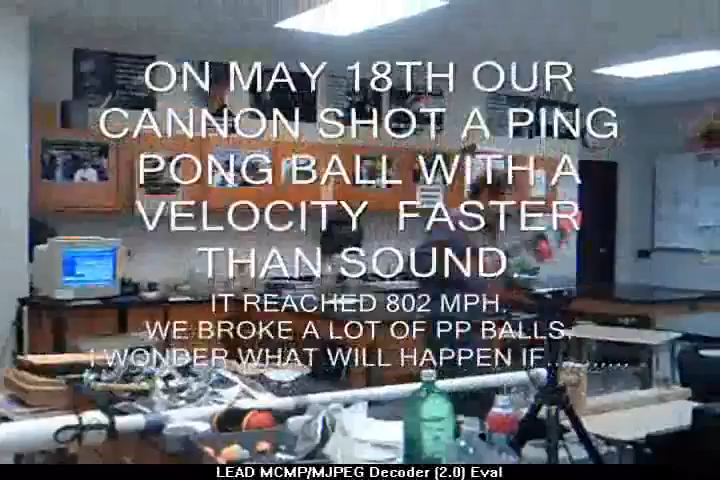 ON MAY 18TH OUR
CANNON SHOT A PING
PONG BALL WITH A
VELOCITY FASTER
THAN SOUND.
IT REACHED 802 MPH.
WE BROKE A LOT OF PP BALLS.
i WONDER WHAT WILL HAPPEN IF..........
LEAD MCMP/MJPEG Decoder (2.0) Eval